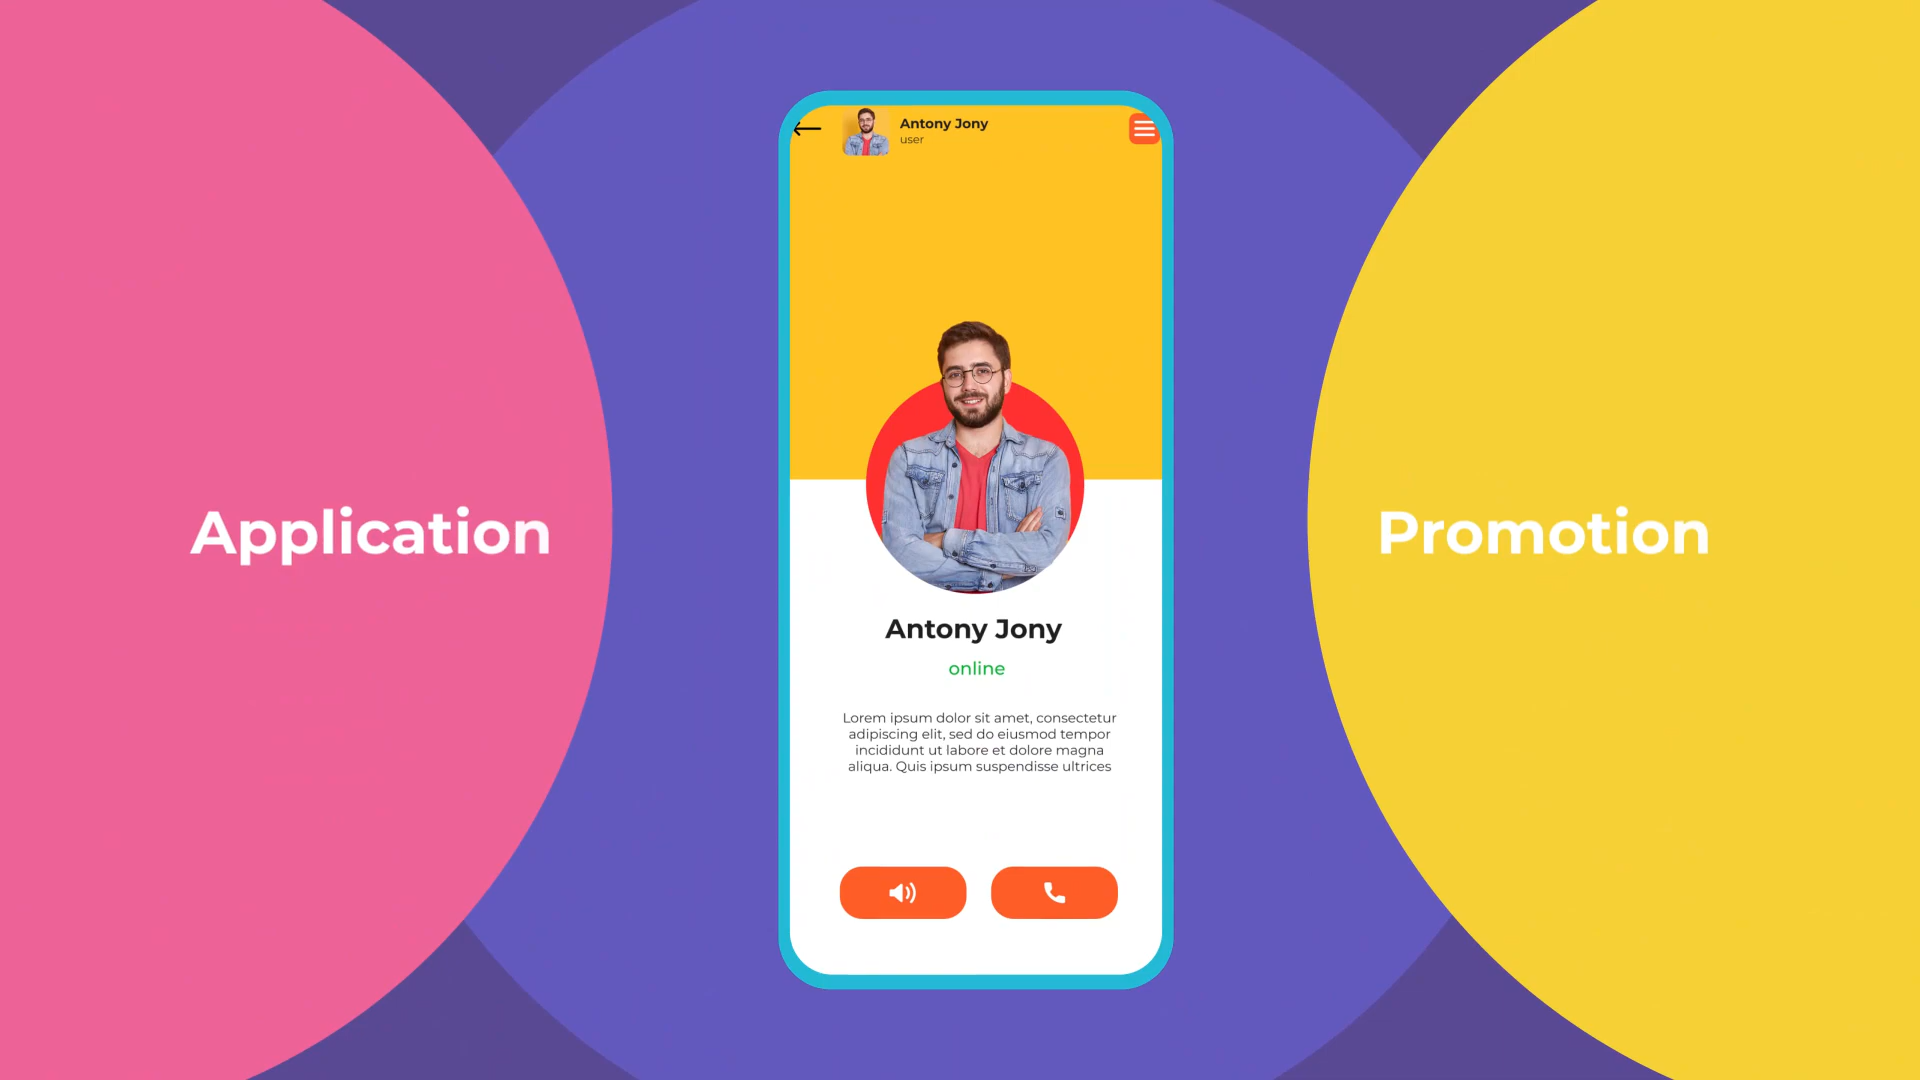 Application
Antony Jony
user
Antony Jony
online
Lorem ipsum dolor sit amet, consectetur
adipiscing elit, sed do eiusmod tempor
incididunt ut labore et dolore magna
aliqua. Quis ipsum suspendisse ultrices
Promotion